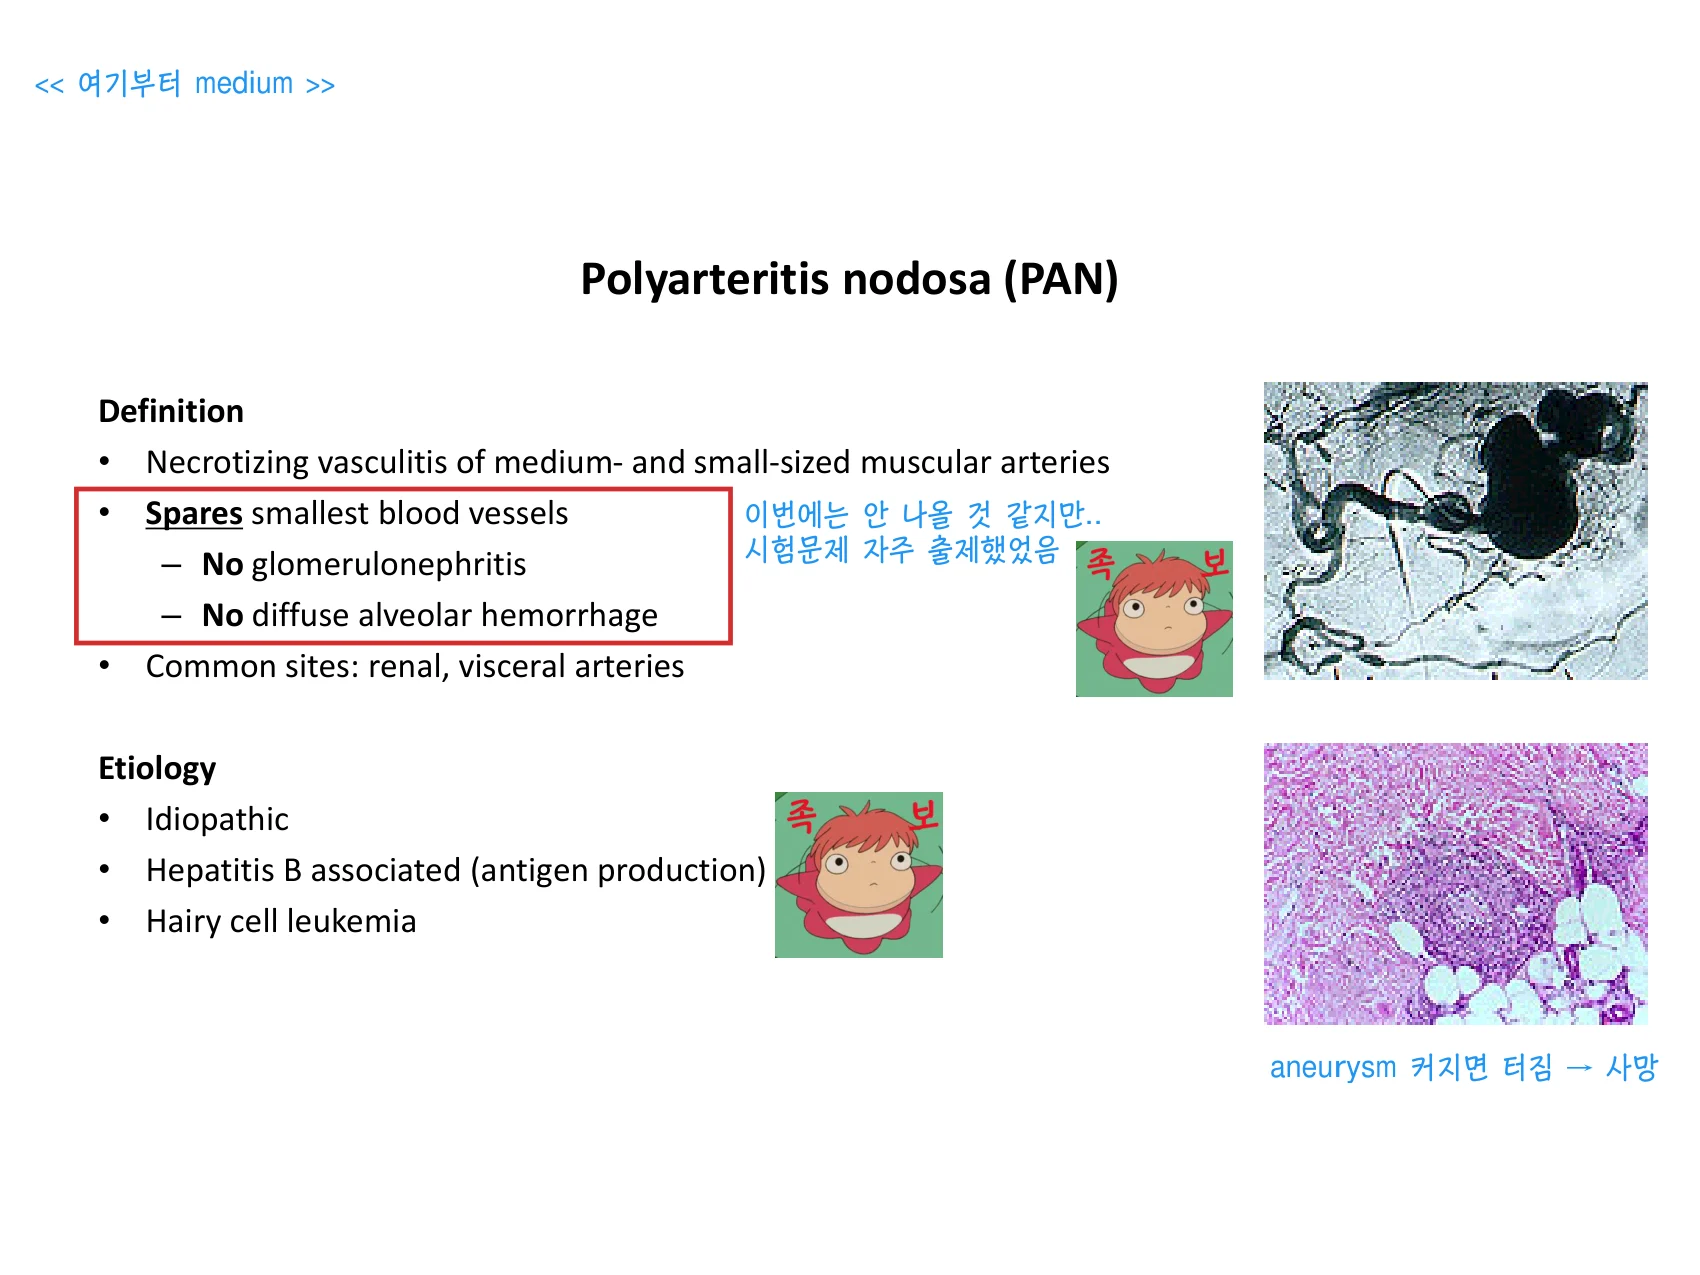 << 여기부터 medium >>
Polyarteritis nodosa (PAN)
Definition
• Necrotizing vasculitis of medium- and small-sized muscular arteries
• Spares smallest blood vessels
– No glomerulonephritis
– No diffuse alveolar hemorrhage
이번에는 안 나올 것 같지만..
시험문제 자주 출제했었음
족 보
• Common sites: renal, visceral arteries
Etiology
• Idiopathic
• Hepatitis B associated (antigen production)
• Hairy cell leukemia
족 보
aneurysm 커지면 터짐 → 사망